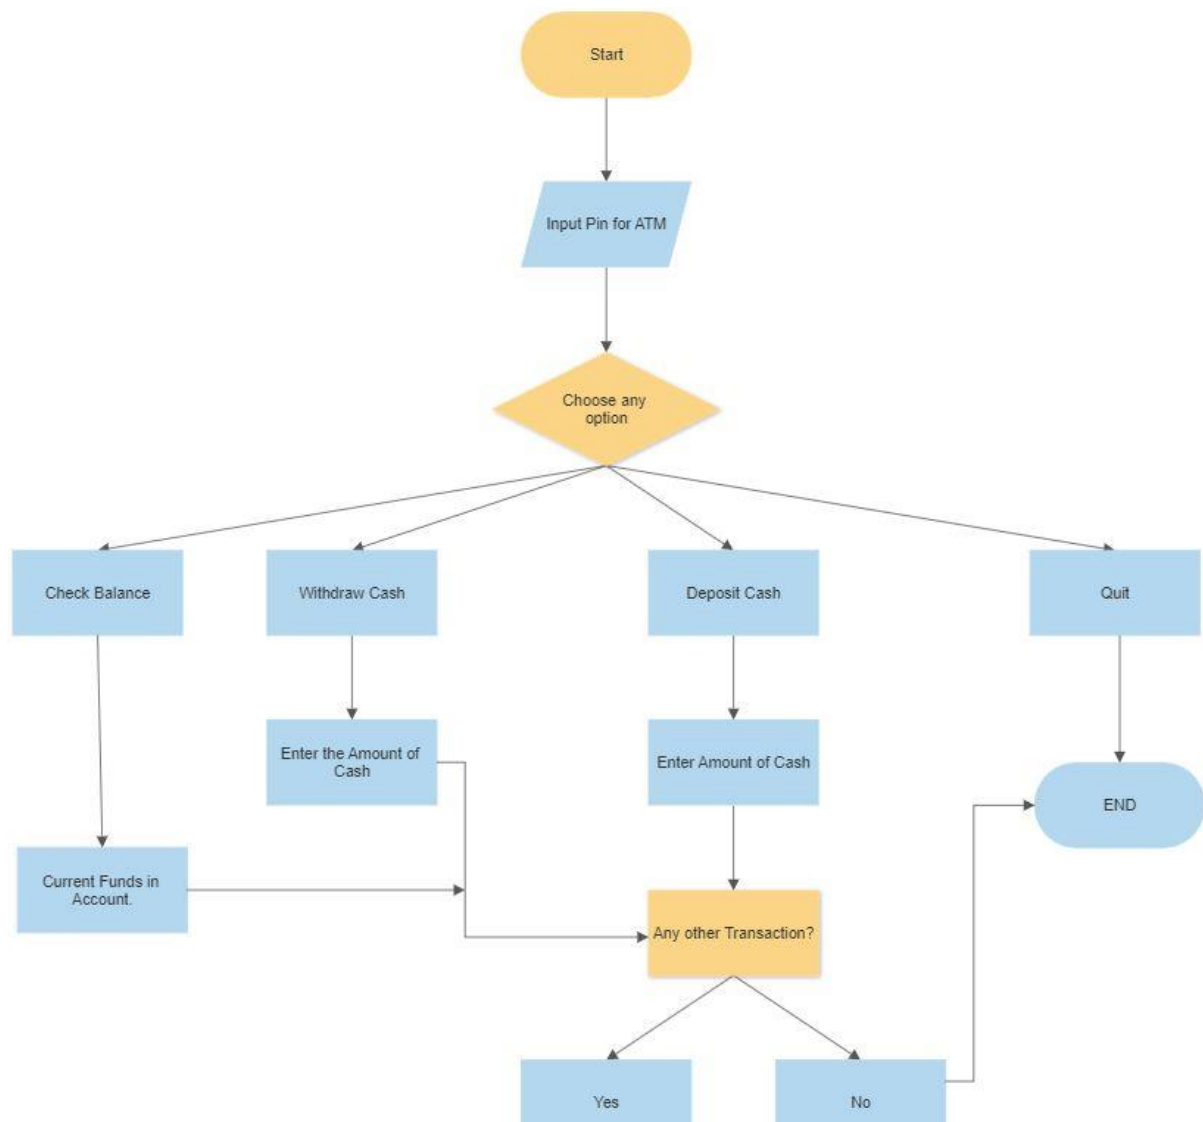 Start
Input Pin for ATM
Choose any
option
Check Balance
Withdraw Cash
Deposit Cash
Quit
Enter the Amount of
Cash
Enter Amount of Cash
END
Current Funds in
Account.
Any other Transaction?
Yes
No